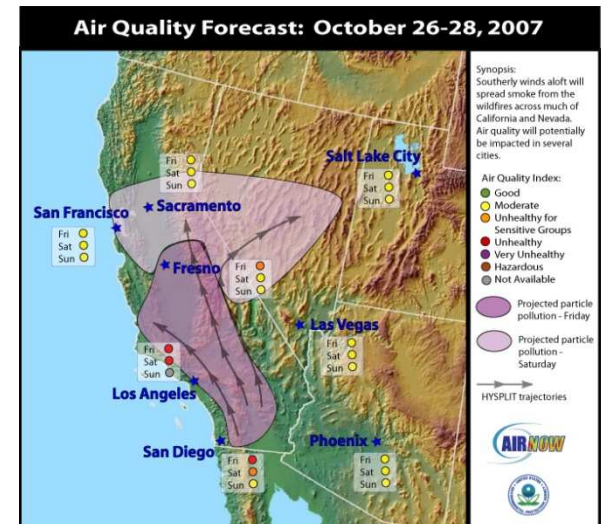 Air Quality Forecast: October 26-28, 2007
Synopsis:
Southerly winds aloft will
spread smoke from the
wildfires across much of
California and Nevada.
Air quality will potentially
be impacted in several
cities.
Air Quality Index:
Good
Moderate
Unhealthy for
Sensitive Groups
Unhealthy
Very Unhealthy
Hazardous
Not Available
Projected particle
pollution - Friday
Projected particle
pollution -
Saturday
HYSPLIT trajectories
AIRNOW
Fri
Sat
Sun
Sacramento
Salt Lake City
Fri
Sat
Sun
San Francisco
Fri
Sat
Sun
Fresno
Fri
Sat
Sun
Las Vegas
Fri
Sat
Sun
Fri
Sat
Sun
Los Angeles
San Diego
Fri
Sat
Sun
Phoenix
Fri
Sat
Sun